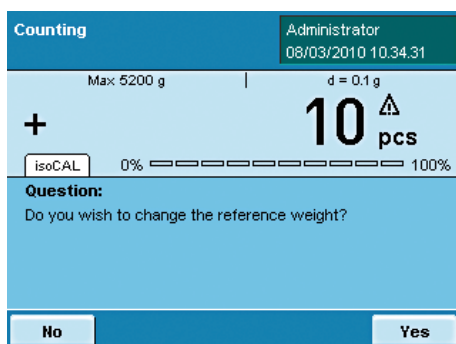 Counting
Administrator
08/03/2010 10.34.31
Max 5200 g
d = 0.1 g
+ 10 pcs
isoCAL 0% 100%
Question:
Do you wish to change the reference weight?
No Yes